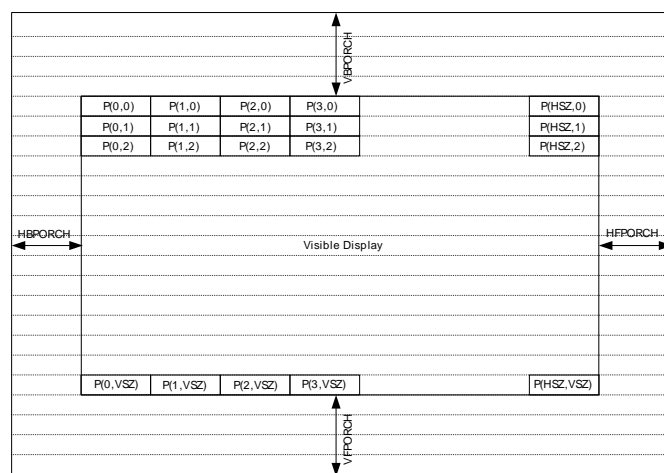 VBPORCH
P(0,0) P(1,0) P(2,0) P(3,0) P(HSZ,0)
P(0,1) P(1,1) P(2,1) P(3,1) P(HSZ,1)
P(0,2) P(1,2) P(2,2) P(3,2) P(HSZ,2)
HBPORCH Visible Display HFPORCH
P(0,VSZ) P(1,VSZ) P(2,VSZ) P(3,VSZ) P(HSZ,VSZ)
VFPORCH